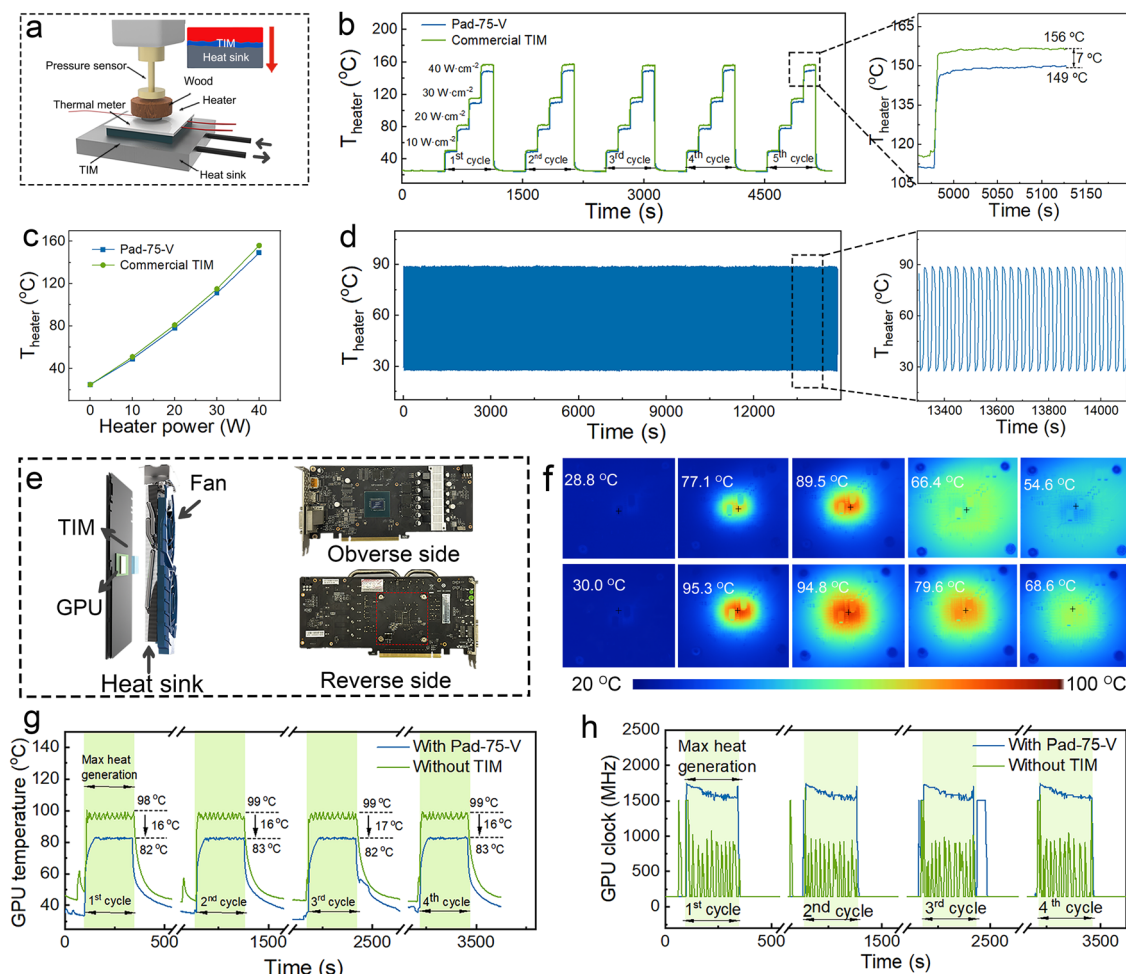 a
TIM
Heat sink
Pressure sensor
Wood
Heater
Thermal meter
TIM
Heat sink
b
Pad-75-V
Commercial TIM
T heater (°C)
200
160
120
80
40
40 W·cm-2
30 W·cm-2
20 W·cm-2
10 W·cm-2
1st cycle
2nd cycle
3rd cycle
4th cycle
5th cycle
0
1500
3000
4500
Time (s)
T heater (°C)
165
155
145
135
125
115
105
156 °C
7 °C
149 °C
5000
5050
5100
5150
Time (s)
c
Pad-75-V
Commercial TIM
T heater (°C)
160
120
80
40
0
0
10
20
30
40
Heater power (W)
d
T heater (°C)
90
60
30
0
3000
6000
9000
12000
Time (s)
T heater (°C)
90
60
30
13400
13600
13800
14000
Time (s)
e
Fan
TIM
GPU
Heat sink
Obverse side
Reverse side
f
28.8 °C
77.1 °C
89.5 °C
66.4 °C
54.6 °C
30.0 °C
95.3 °C
94.8 °C
79.6 °C
68.6 °C
20 °C
100 °C
g
GPU temperature (°C)
140
120
100
80
60
40
With Pad-75-V
Without TIM
Max heat
generation
98 °C
16 °C
82 °C
99 °C
16 °C
83 °C
99 °C
17 °C
82 °C
99 °C
16 °C
83 °C
1st cycle
2nd cycle
3rd cycle
4th cycle
0
500
1500
2500
3500
Time (s)
h
GPU clock (MHz)
2500
2000
1500
1000
500
0
Max heat
generation
With Pad-75-V
Without TIM
1st cycle
2nd cycle
3rd cycle
4th cycle
0
500
1500
2500
3500
Time (s)